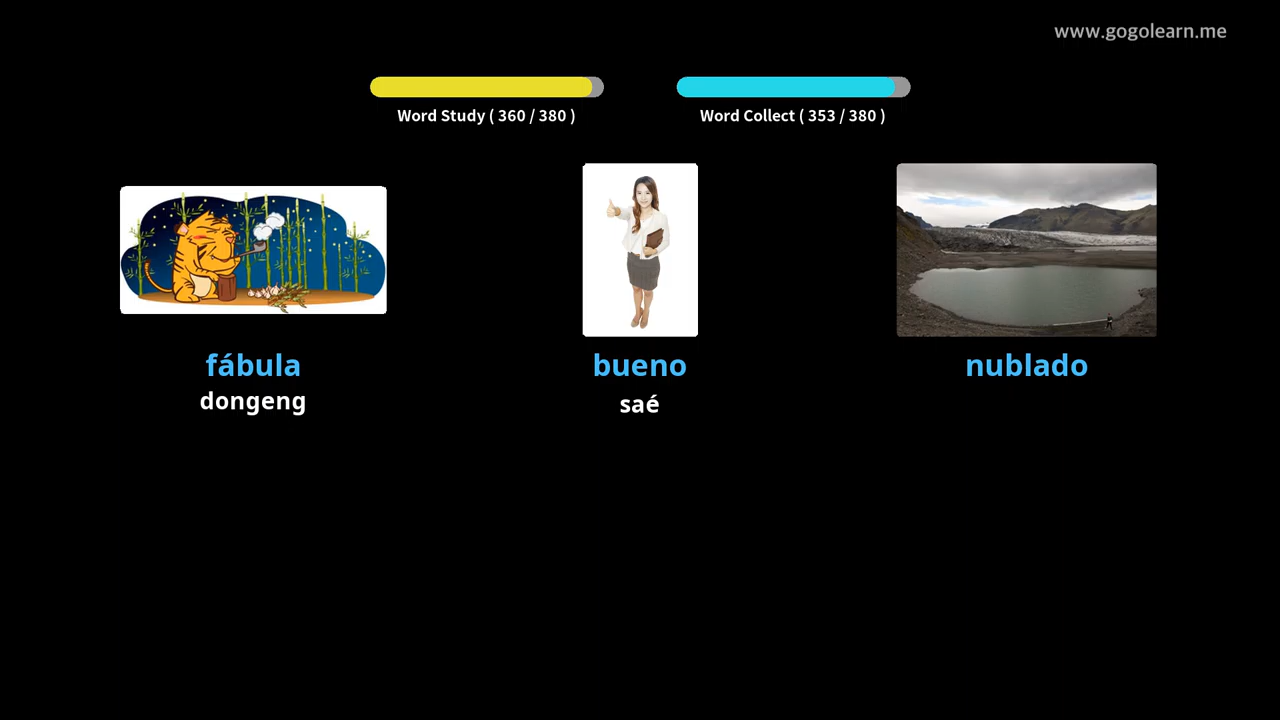 www.gogolearn.me
Word Study ( 360 / 380 )
Word Collect ( 353 / 380 )
fábula
bueno
nublado
dongeng
saé